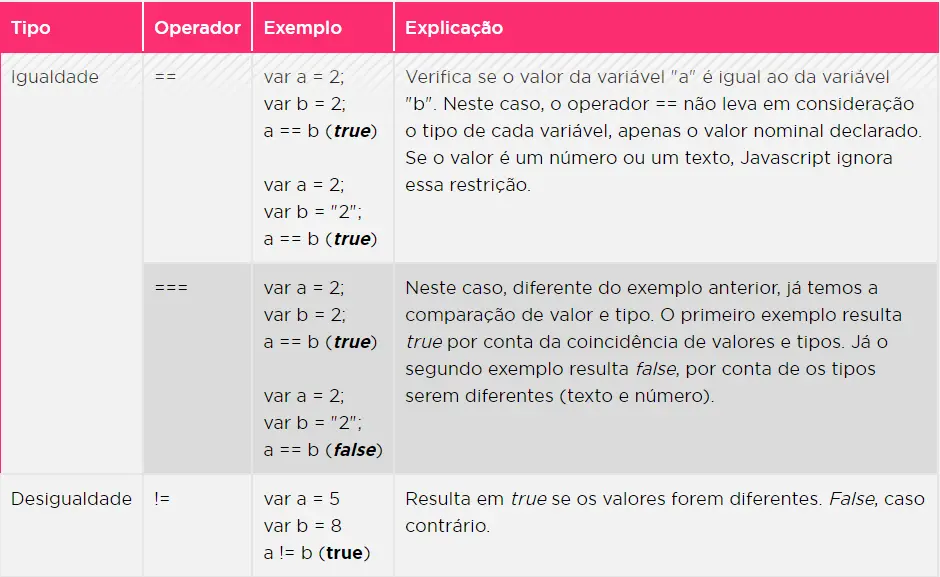 Tipo Operador Exemplo Explicação
Igualdade == var a = 2; Verifica se o valor da variável "a" é igual ao da variável
var b = 2; "b". Neste caso, o operador == não leva em consideração
a == b (true) o tipo de cada variável, apenas o valor nominal declarado.
Se o valor é um número ou um texto, Javascript ignora
var a = 2; essa restrição.
var b = "2";
a == b (true)
=== var a = 2; Neste caso, diferente do exemplo anterior, já temos a
var b = 2; comparação de valor e tipo. O primeiro exemplo resulta
a == b (true) true por conta da coincidência de valores e tipos. Já o
segundo exemplo resulta false, por conta de os tipos
var a = 2; serem diferentes (texto e número).
var b = "2";
a == b (false)
Desigualdade != var a = 5 Resulta em true se os valores forem diferentes. False, caso
var b = 8 contrário.
a != b (true)